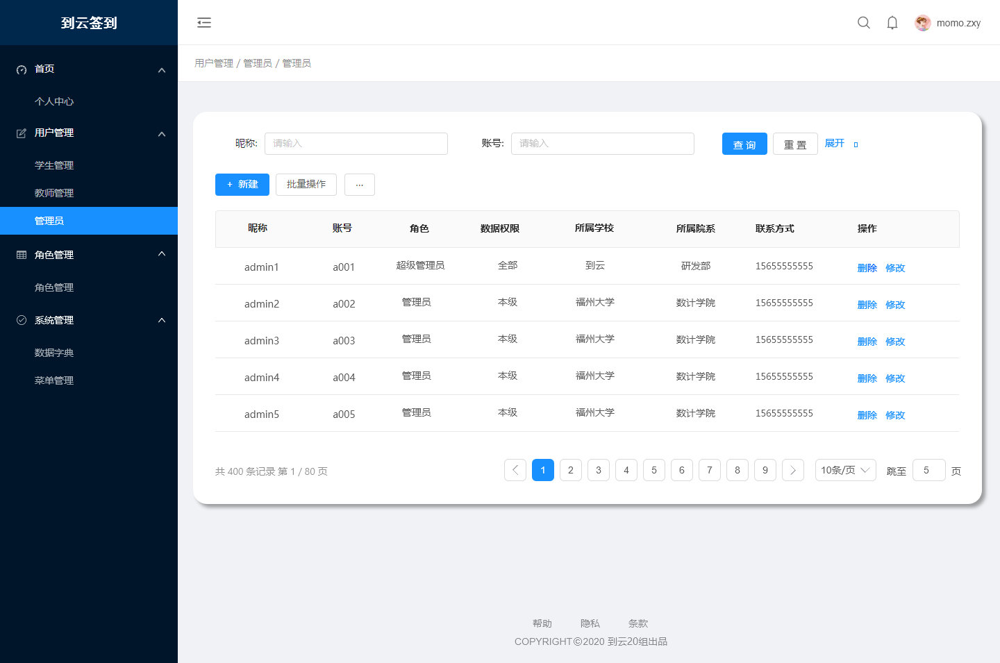 到云签到
momo.zxy
首页
个人中心
用户管理
学生管理
教师管理
管理员
角色管理
角色管理
系统管理
数据字典
菜单管理
用户管理 / 管理员 / 管理员
昵称: 请输入 账号: 请输入 查 询 重 置 展开
+ 新建 批量操作 ...
昵称 账号 角色 数据权限 所属学校 所属院系 联系方式 操作
admin1 a001 超级管理员 全部 到云 研发部 15655555555 删除 修改
admin2 a002 管理员 本级 福州大学 数计学院 15655555555 删除 修改
admin3 a003 管理员 本级 福州大学 数计学院 15655555555 删除 修改
admin4 a004 管理员 本级 福州大学 数计学院 15655555555 删除 修改
admin5 a005 管理员 本级 福州大学 数计学院 15655555555 删除 修改
共 400 条记录 第 1 / 80 页 1 2 3 4 5 6 7 8 9 10条/页 跳至 5 页
帮助 隐私 条款
COPYRIGHT©2020 到云20组出品